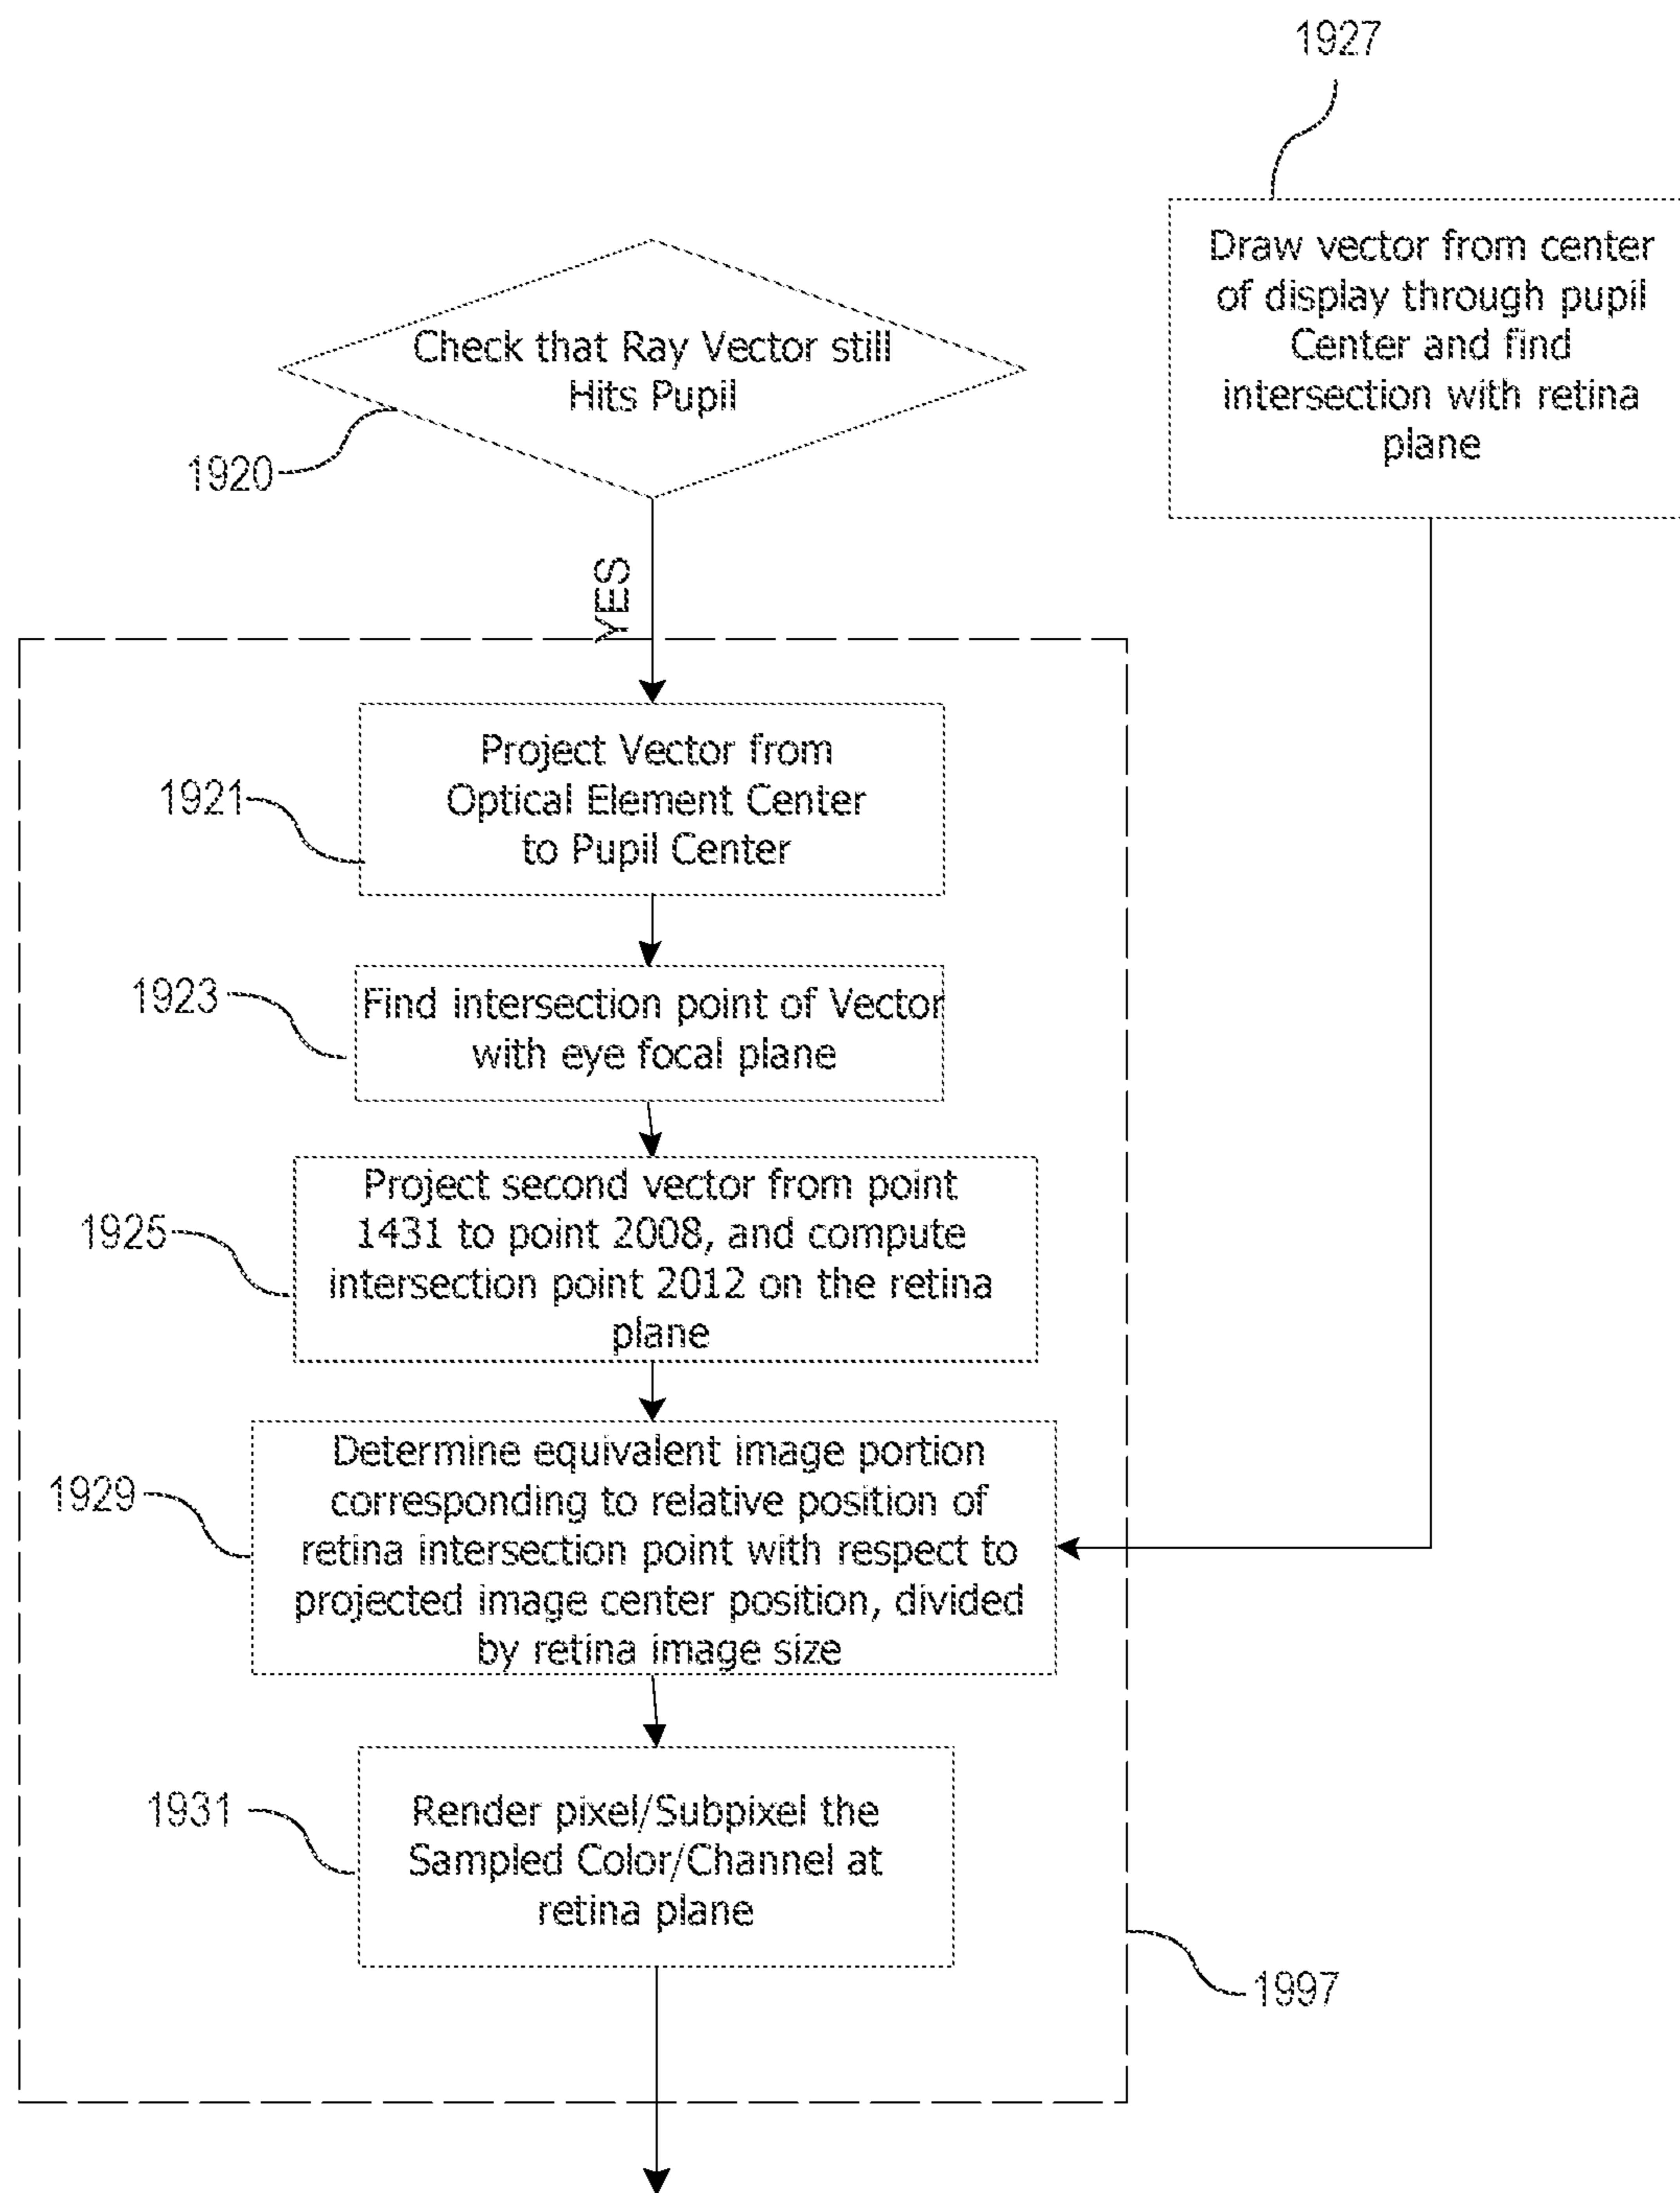 1927
Draw vector from center
of display through pupil
Center and find
intersection with retina
plane
Check that Ray Vector still
Hits Pupil
1920
YES
Project Vector from
Optical Element Center
to Pupil Center
1921
1923
Find intersection point of Vector
with eye focal plane
Project second vector from point
1431 to point 2008, and compute
intersection point 2012 on the retina
plane
1925
Determine equivalent image portion
corresponding to relative position of
retina intersection point with respect to
projected image center position, divided
by retina image size
1929
1931
Render pixel/Subpixel the
Sampled Color/Channel at
retina plane
1997